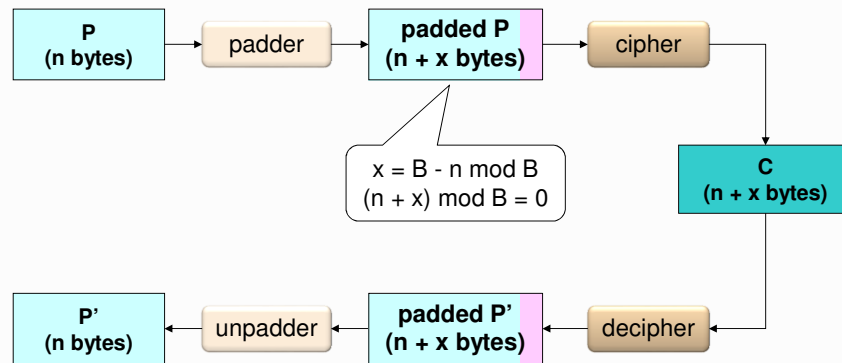 P
(n bytes)
padder
padded P
(n + x bytes)
cipher
x = B - n mod B
(n + x) mod B = 0
C
(n + x bytes)
P'
(n bytes)
unpadder
padded P'
(n + x bytes)
decipher